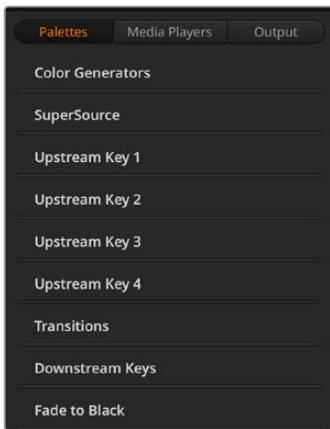 Palettes Media Players Output
Color Generators
SuperSource
Upstream Key 1
Upstream Key 2
Upstream Key 3
Upstream Key 4
Transitions
Downstream Keys
Fade to Black